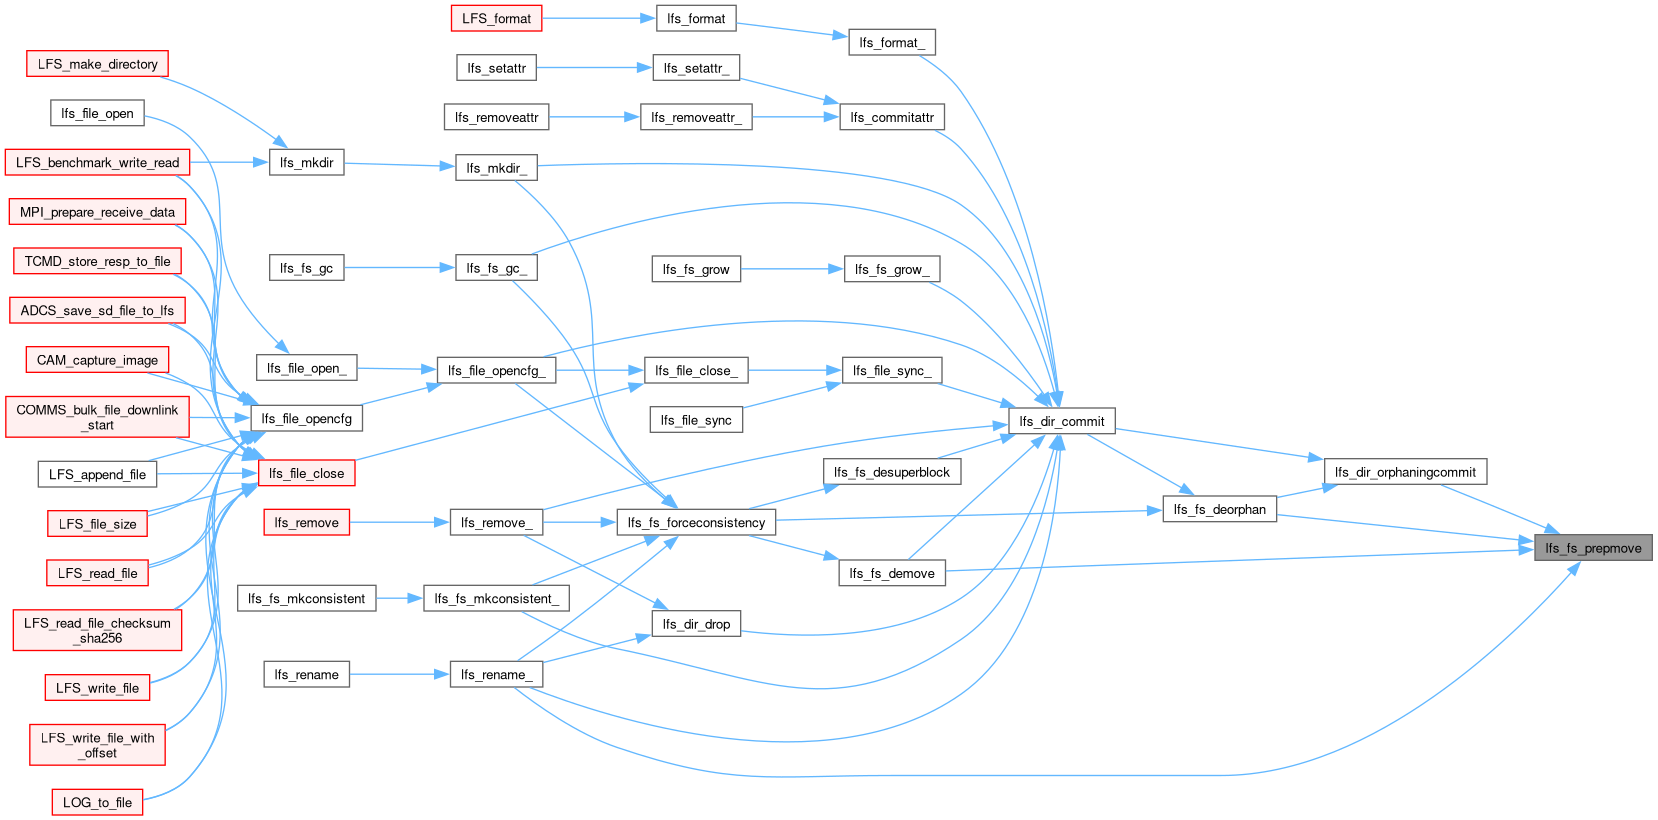 LFS_format
lfs_format
lfs_format_
LFS_make_directory
lfs_setattr
lfs_setattr_
lfs_file_open
lfs_removeattr
lfs_removeattr_
lfs_commitattr
LFS_benchmark_write_read
lfs_mkdir
lfs_mkdir_
MPI_prepare_receive_data
TCMD_store_resp_to_file
lfs_fs_gc
lfs_fs_gc_
lfs_fs_grow
lfs_fs_grow_
ADCS_save_sd_file_to_lfs
CAM_capture_image
lfs_file_open_
lfs_file_opencfg_
lfs_file_close_
lfs_file_sync_
COMMS_bulk_file_downlink
_start
lfs_file_opencfg
lfs_file_sync
lfs_dir_commit
LFS_append_file
lfs_file_close
lfs_fs_desuperblock
lfs_dir_orphaningcommit
LFS_file_size
lfs_remove
lfs_remove_
lfs_fs_forceconsistency
lfs_fs_deorphan
lfs_fs_prepmove
LFS_read_file
lfs_fs_demove
lfs_fs_mkconsistent
lfs_fs_mkconsistent_
LFS_read_file_checksum
_sha256
lfs_dir_drop
LFS_write_file
lfs_rename
lfs_rename_
LFS_write_file_with
_offset
LOG_to_file